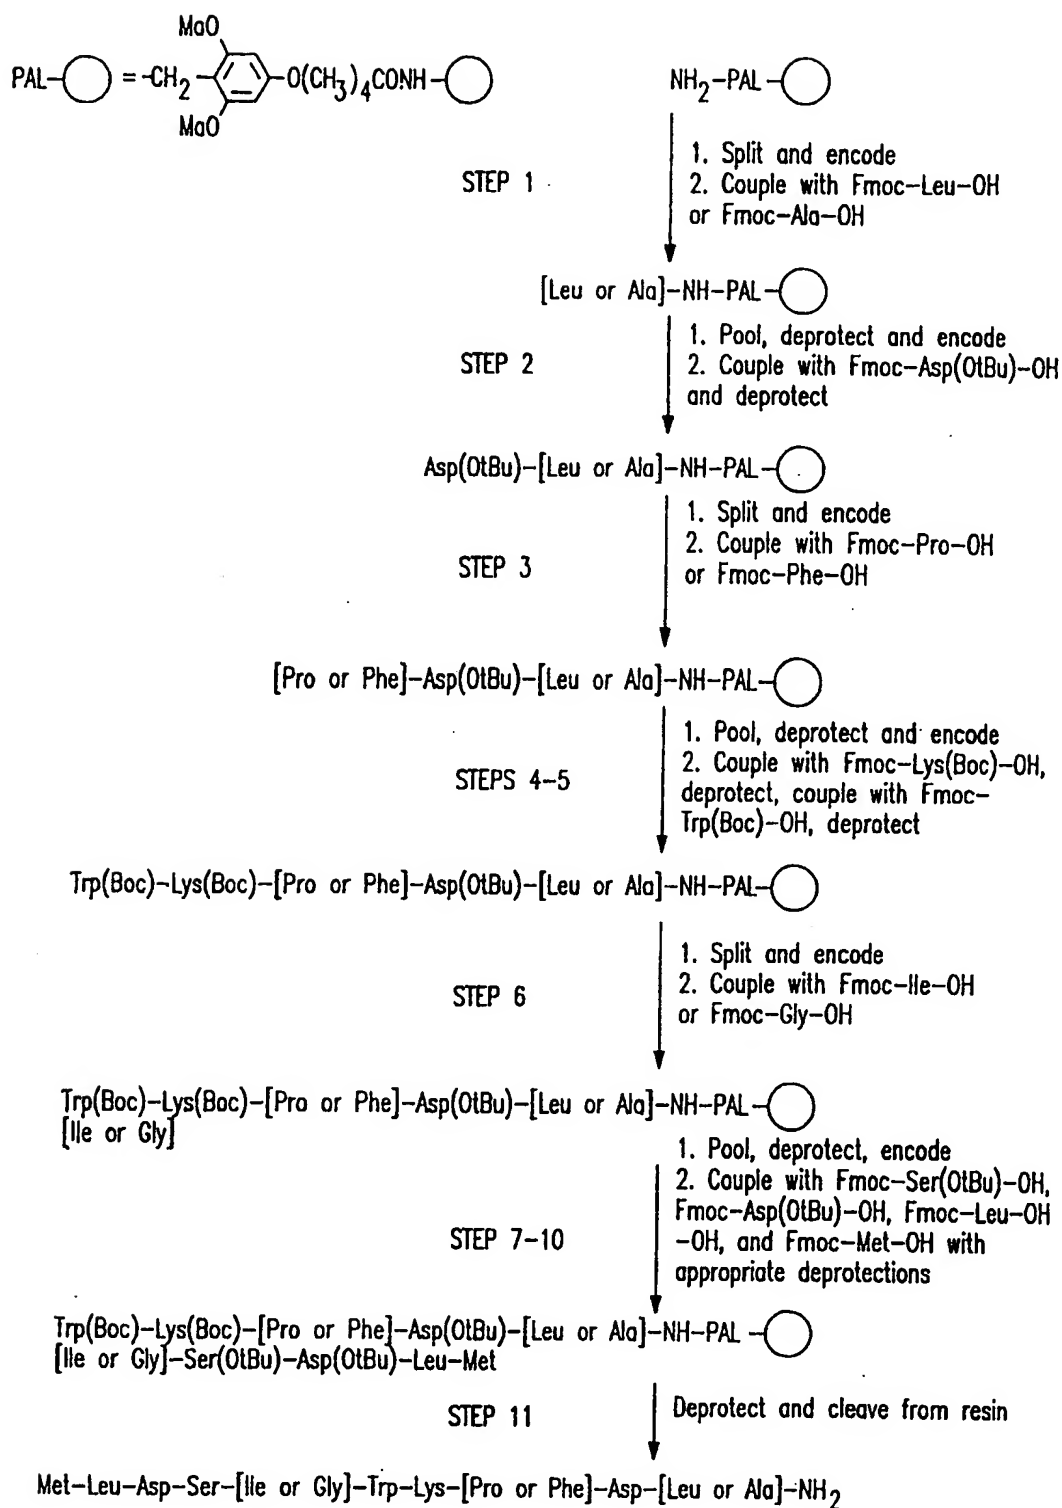 MaO
PAL-◯ = -CH2-O(CH3)4CONH-◯
MaO
NH2-PAL-◯
STEP 1
1. Split and encode
2. Couple with Fmoc-Leu-OH
or Fmoc-Ala-OH
[Leu or Ala]-NH-PAL-◯
STEP 2
1. Pool, deprotect and encode
2. Couple with Fmoc-Asp(OtBu)-OH
and deprotect
Asp(OtBu)-[Leu or Ala]-NH-PAL-◯
STEP 3
1. Split and encode
2. Couple with Fmoc-Pro-OH
or Fmoc-Phe-OH
[Pro or Phe]-Asp(OtBu)-[Leu or Ala]-NH-PAL-◯
STEPS 4-5
1. Pool, deprotect and encode
2. Couple with Fmoc-Lys(Boc)-OH,
deprotect, couple with Fmoc-
Trp(Boc)-OH, deprotect
Trp(Boc)-Lys(Boc)-[Pro or Phe]-Asp(OtBu)-[Leu or Ala]-NH-PAL-◯
STEP 6
1. Split and encode
2. Couple with Fmoc-Ile-OH
or Fmoc-Gly-OH
Trp(Boc)-Lys(Boc)-[Pro or Phe]-Asp(OtBu)-[Leu or Ala]-NH-PAL-◯
[Ile or Gly]
STEP 7-10
1. Pool, deprotect, encode
2. Couple with Fmoc-Ser(OtBu)-OH,
Fmoc-Asp(OtBu)-OH, Fmoc-Leu-OH
-OH, and Fmoc-Met-OH with
appropriate deprotections
Trp(Boc)-Lys(Boc)-[Pro or Phe]-Asp(OtBu)-[Leu or Ala]-NH-PAL-◯
[Ile or Gly]-Ser(OtBu)-Asp(OtBu)-Leu-Met
STEP 11
Deprotect and cleave from resin
Met-Leu-Asp-Ser-[Ile or Gly]-Trp-Lys-[Pro or Phe]-Asp-[Leu or Ala]-NH2